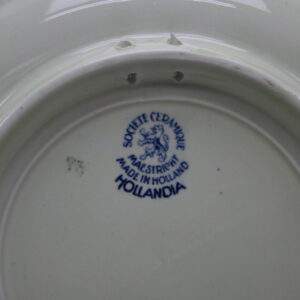 SOCIETE CERAMIQUE
MAESTRICHT
MADE IN HOLLAND
HOLLANDIA